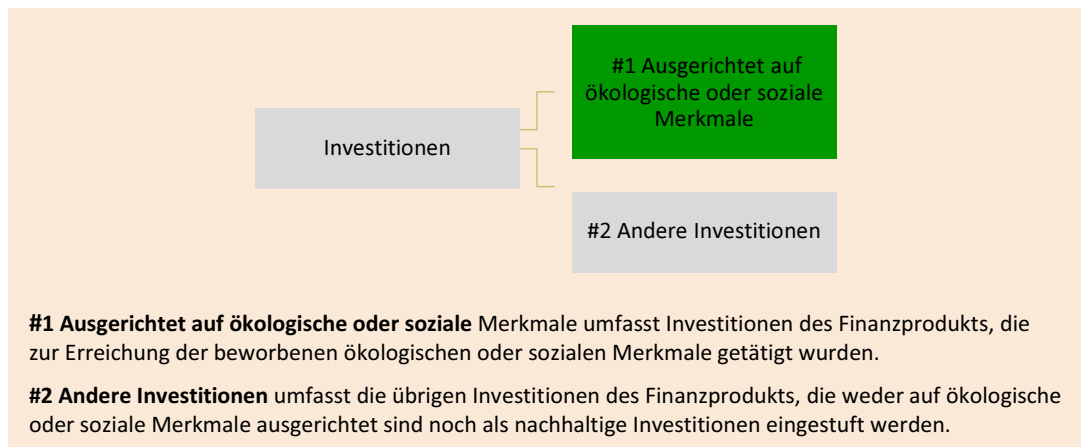 #1 Ausgerichtet auf
ökologische oder soziale
Merkmale
Investitionen
#2 Andere Investitionen
#1 Ausgerichtet auf ökologische oder soziale Merkmale umfasst Investitionen des Finanzprodukts, die
zur Erreichung der beworbenen ökologischen oder sozialen Merkmale getätigt wurden.
#2 Andere Investitionen umfasst die übrigen Investitionen des Finanzprodukts, die weder auf ökologische
oder soziale Merkmale ausgerichtet sind noch als nachhaltige Investitionen eingestuft werden.